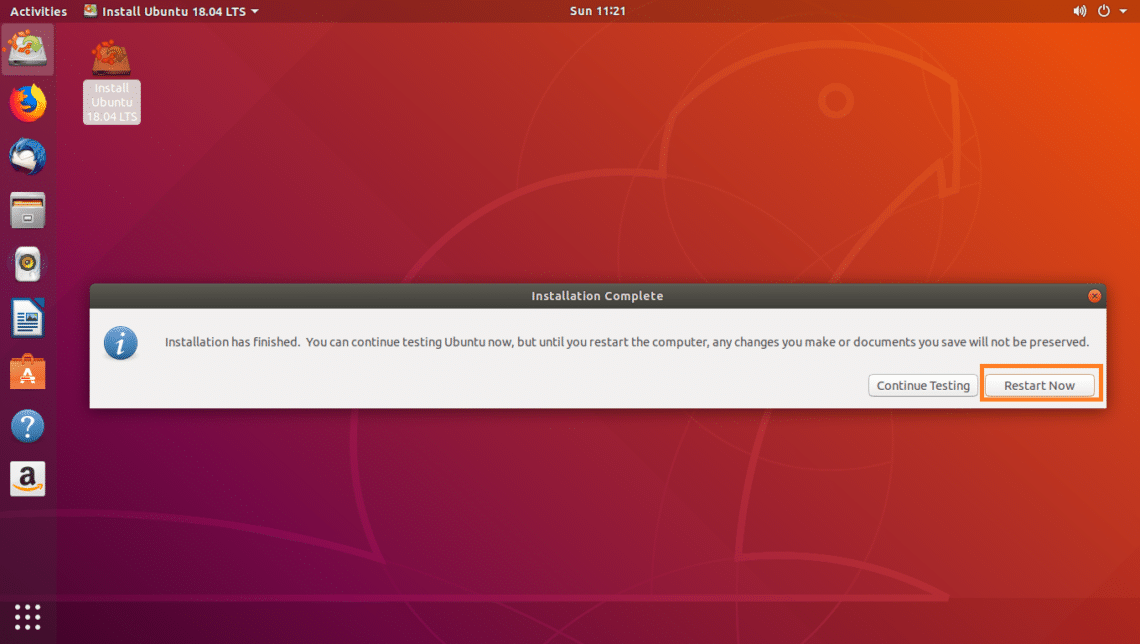 Activities
Install Ubuntu 18.04 LTS
Sun 11:21
Install
Ubuntu
18.04 LTS
Installation Complete
Installation has finished.  You can continue testing Ubuntu now, but until you restart the computer, any changes you make or documents you save will not be preserved.
Continue Testing
Restart Now